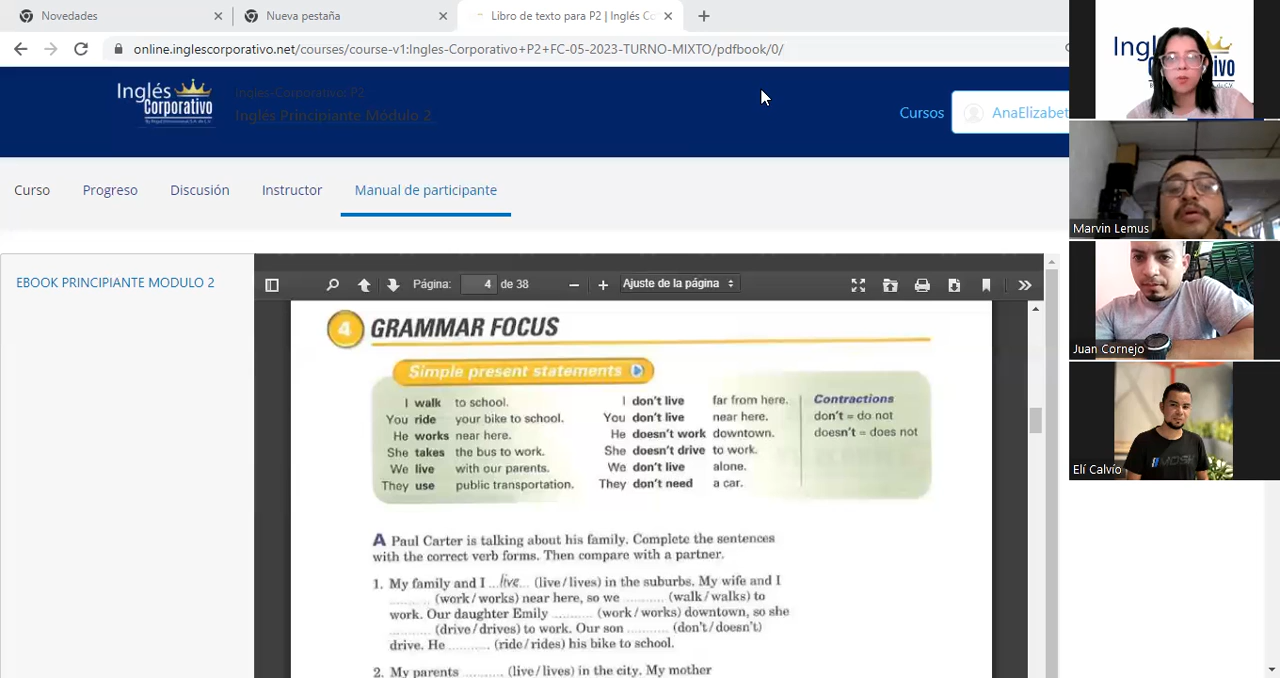 Novedades
Nueva pestaña
Libro de texto para P2 | Inglés Co
online.inglescorporativo.net/courses/course-v1:Ingles-Corporativo+P2+FC-05-2023-TURNO-MIXTO/pdfbook/0/
Inglés Corporativo
Ingles-Corporativo: P2
Inglés Principiante Módulo 2
Cursos
AnaElizabet
Curso
Progreso
Discusión
Instructor
Manual de participante
EBOOK PRINCIPIANTE MODULO 2
Página: 4 de 38
Ajuste de la página
4 GRAMMAR FOCUS
Simple present statements
I walk to school.
You ride your bike to school.
He works near here.
She takes the bus to work.
We live with our parents.
They use public transportation.
I don't live far from here.
You don't live near here.
He doesn't work downtown.
She doesn't drive to work.
We don't live alone.
They don't need a car.
Contractions
don't = do not
doesn't = does not
A Paul Carter is talking about his family. Complete the sentences
with the correct verb forms. Then compare with a partner.
1. My family and I ...live... (live / lives) in the suburbs. My wife and I
.......... (work / works) near here, so we .......... (walk / walks) to
work. Our daughter Emily .......... (work / works) downtown, so she
.......... (drive / drives) to work. Our son .......... (don't / doesn't)
drive. He .......... (ride / rides) his bike to school.
2. My parents .......... (live / lives) in the city. My mother
Marvin Lemus
Juan Cornejo
Elí Calvío